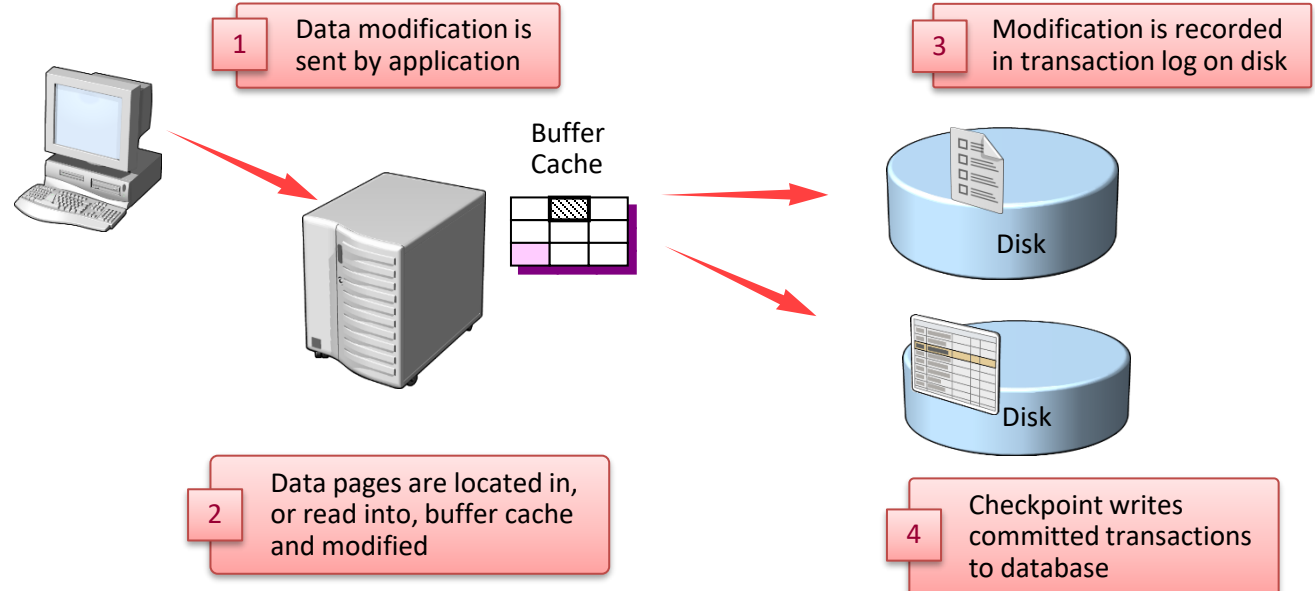 1
Data modification is
sent by application
3
Modification is recorded
in transaction log on disk
Buffer
Cache
Disk
Disk
2
Data pages are located in,
or read into, buffer cache
and modified
4
Checkpoint writes
committed transactions
to database